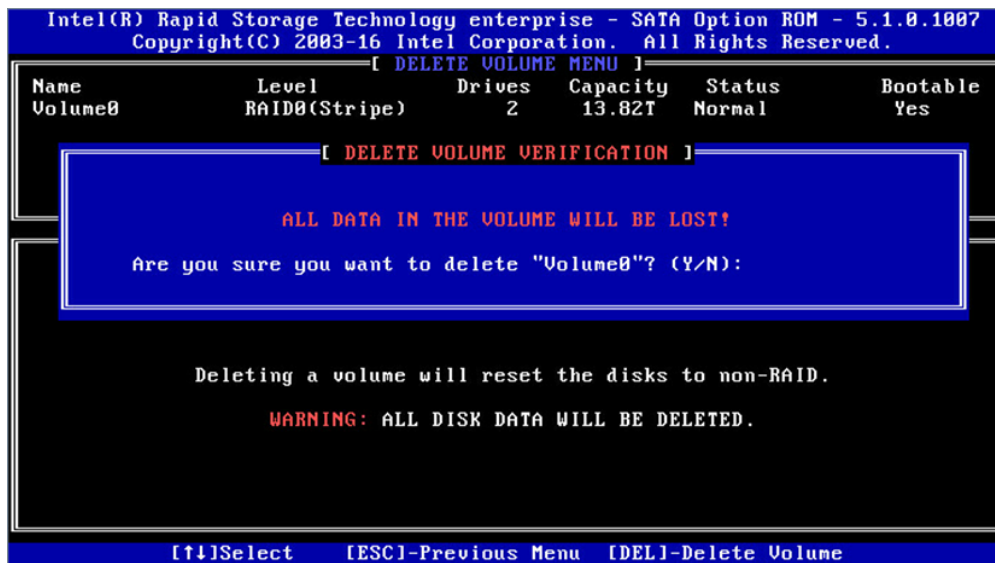 Intel(R) Rapid Storage Technology enterprise - SATA Option ROM - 5.1.0.1007
Copyright(C) 2003-16 Intel Corporation.  All Rights Reserved.
[ DELETE VOLUME MENU ]
Name Level Drives Capacity Status Bootable
Volume0 RAID0(Stripe) 2 13.82T Normal Yes
[ DELETE VOLUME VERIFICATION ]
ALL DATA IN THE VOLUME WILL BE LOST!
Are you sure you want to delete "Volume0"? (Y/N):
Deleting a volume will reset the disks to non-RAID.
WARNING: ALL DISK DATA WILL BE DELETED.
[↑↓]Select [ESC]-Previous Menu [DEL]-Delete Volume